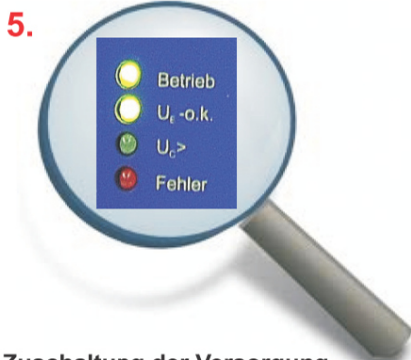 5.
Betrieb
U_E -o.k.
U_C>
Fehler
Zuschaltung der Versorgung